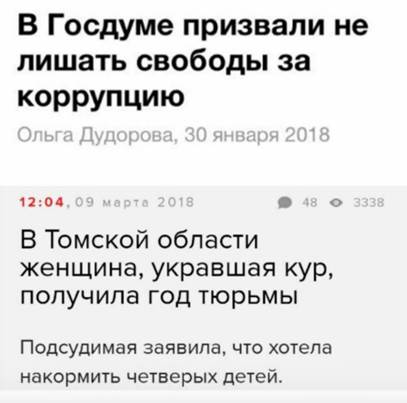 В Госдуме призвали не
лишать свободы за
коррупцию
Ольга Дудорова, 30 января 2018
12:04, 09 марта 2018 48 3338
В Томской области
женщина, укравшая кур,
получила год тюрьмы
Подсудимая заявила, что хотела
накормить четверых детей.